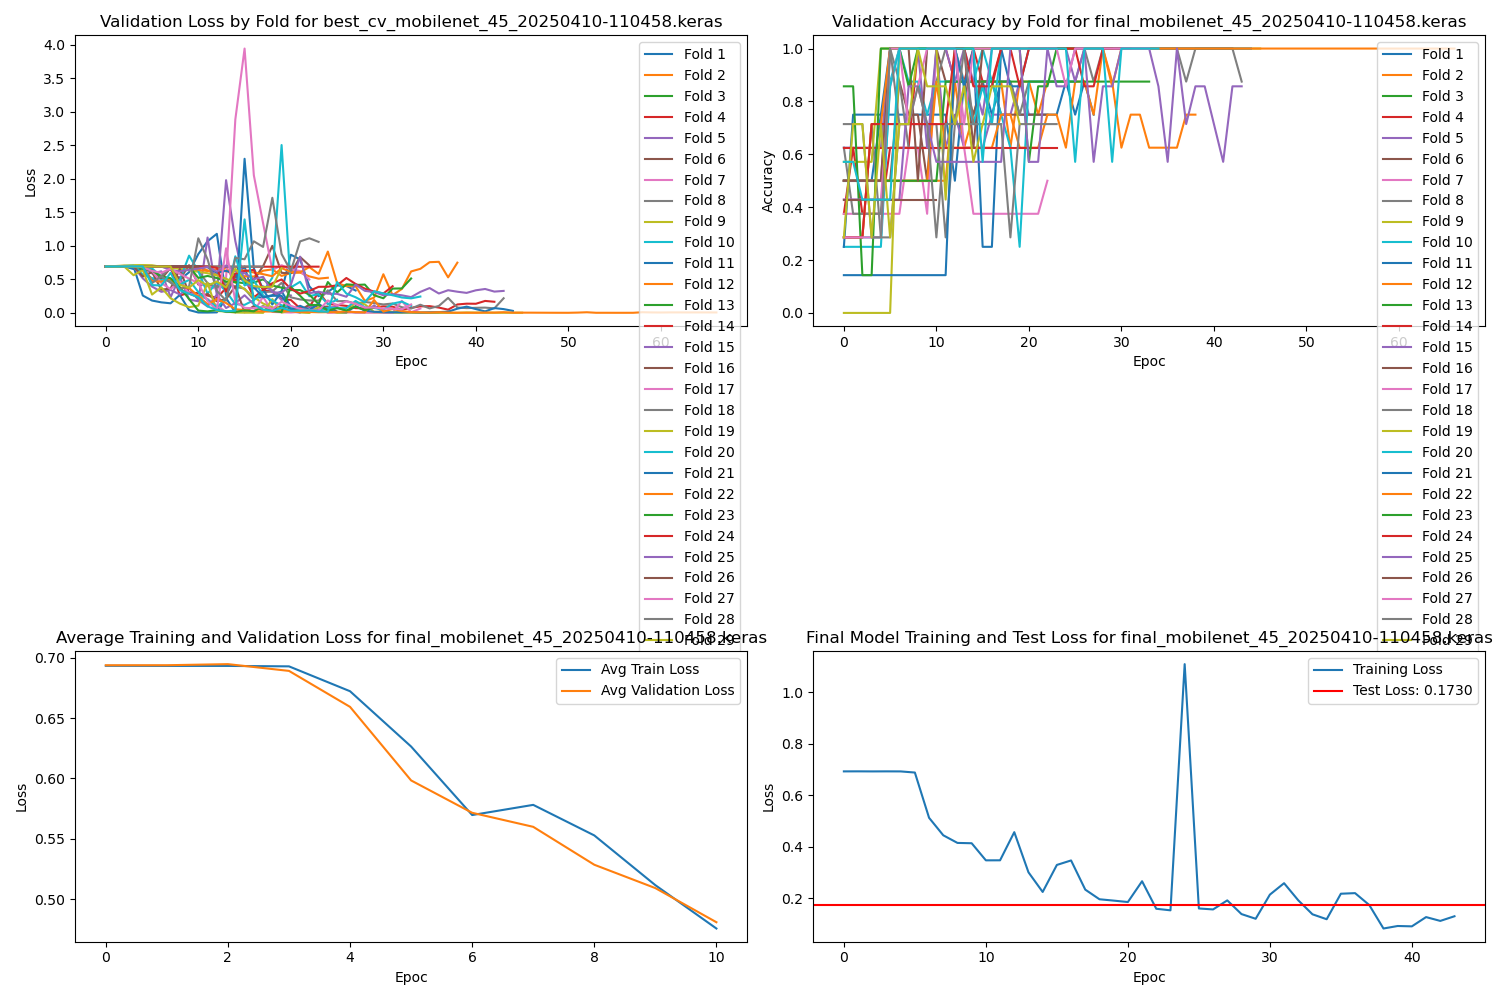 Validation Loss by Fold for best_cv_mobilenet_45_20250410-110458.keras
Loss
4.0
3.5
3.0
2.5
2.0
1.5
1.0
0.5
0.0
0 10 20 30 40 50 60
Epoc
Fold 1
Fold 2
Fold 3
Fold 4
Fold 5
Fold 6
Fold 7
Fold 8
Fold 9
Fold 10
Fold 11
Fold 12
Fold 13
Fold 14
Fold 15
Fold 16
Fold 17
Fold 18
Fold 19
Fold 20
Fold 21
Fold 22
Fold 23
Fold 24
Fold 25
Fold 26
Fold 27
Fold 28
Fold 29
Validation Accuracy by Fold for final_mobilenet_45_20250410-110458.keras
Accuracy
1.0
0.8
0.6
0.4
0.2
0.0
0 10 20 30 40 50 60
Epoc
Fold 1
Fold 2
Fold 3
Fold 4
Fold 5
Fold 6
Fold 7
Fold 8
Fold 9
Fold 10
Fold 11
Fold 12
Fold 13
Fold 14
Fold 15
Fold 16
Fold 17
Fold 18
Fold 19
Fold 20
Fold 21
Fold 22
Fold 23
Fold 24
Fold 25
Fold 26
Fold 27
Fold 28
Fold 29
Average Training and Validation Loss for final_mobilenet_45_20250410-110458.keras
Loss
0.70
0.65
0.60
0.55
0.50
0 2 4 6 8 10
Epoc
Avg Train Loss
Avg Validation Loss
Final Model Training and Test Loss for final_mobilenet_45_20250410-110458.keras
Loss
1.0
0.8
0.6
0.4
0.2
0 10 20 30 40
Epoc
Training Loss
Test Loss: 0.1730